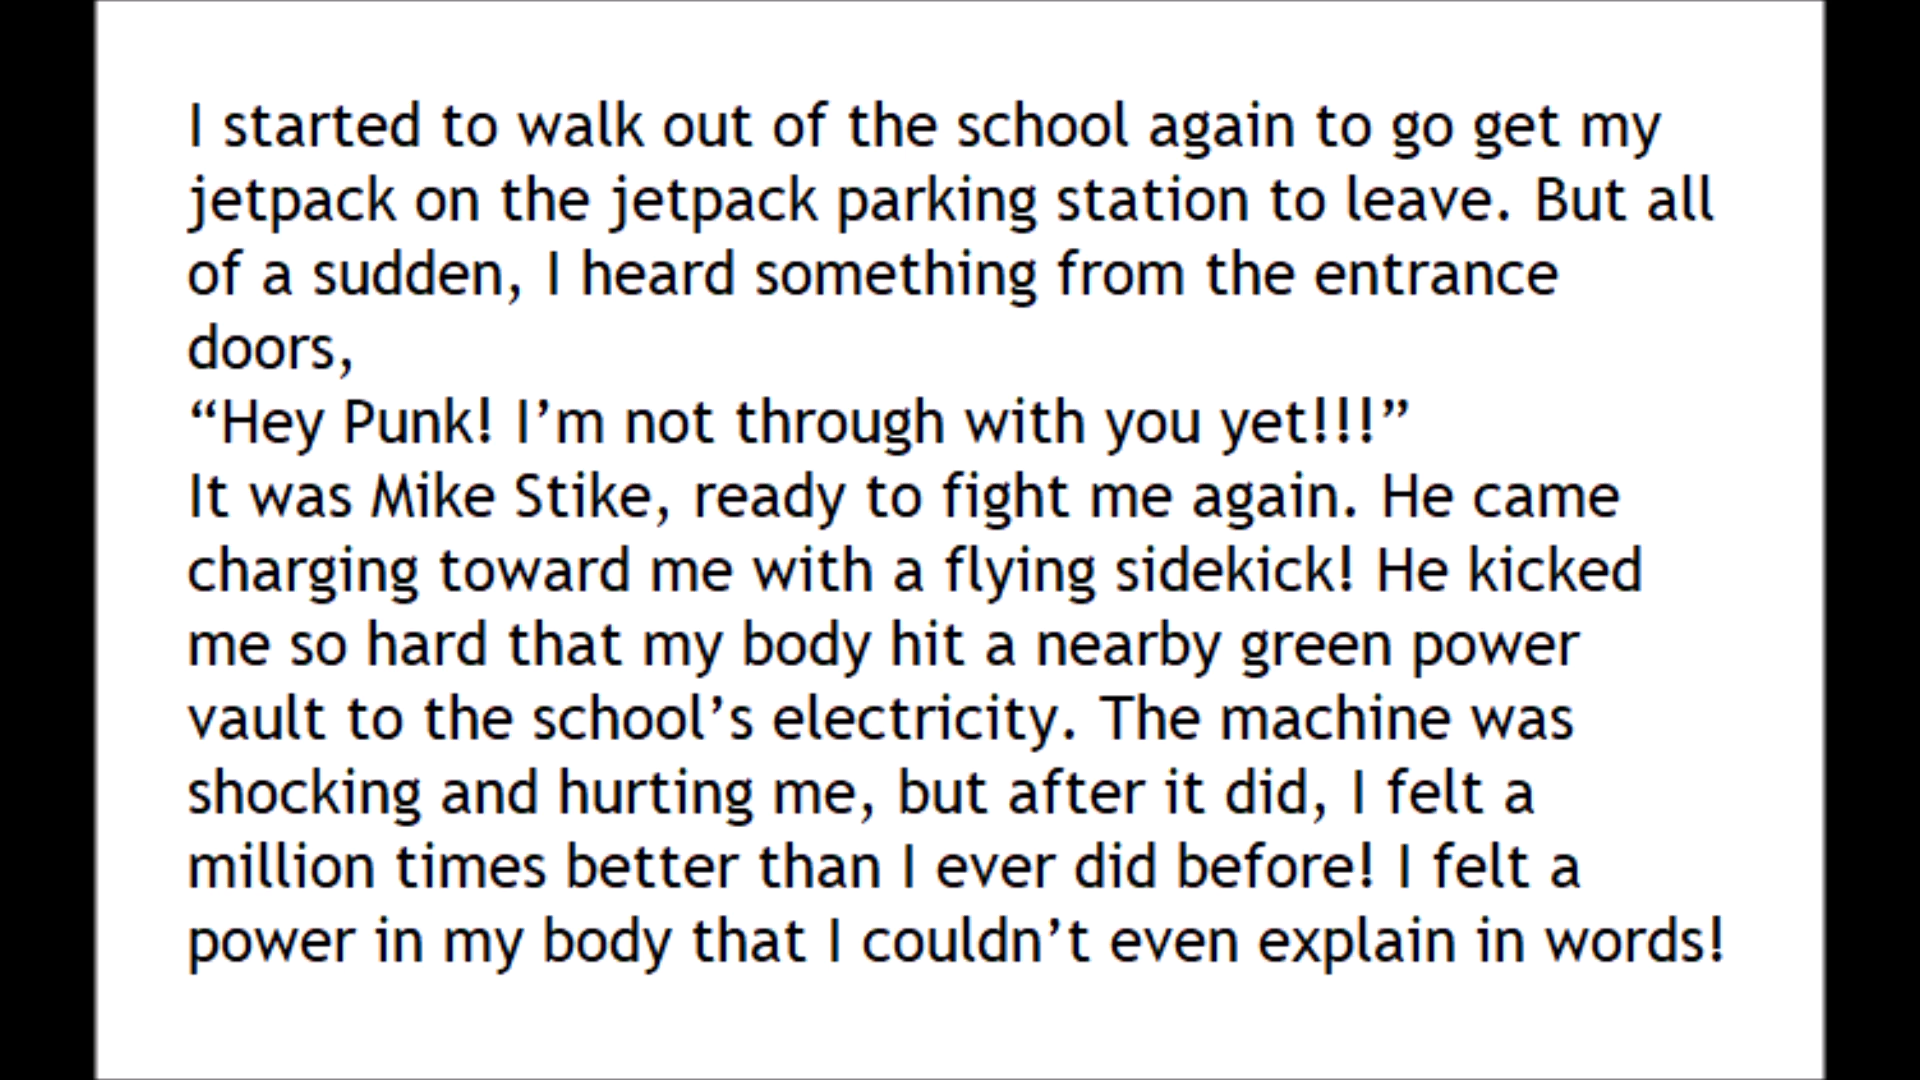 I started to walk out of the school again to go get my
jetpack on the jetpack parking station to leave. But all
of a sudden, I heard something from the entrance
doors,
“Hey Punk! I’m not through with you yet!!!”
It was Mike Stike, ready to fight me again. He came
charging toward me with a flying sidekick! He kicked
me so hard that my body hit a nearby green power
vault to the school’s electricity. The machine was
shocking and hurting me, but after it did, I felt a
million times better than I ever did before! I felt a
power in my body that I couldn’t even explain in words!